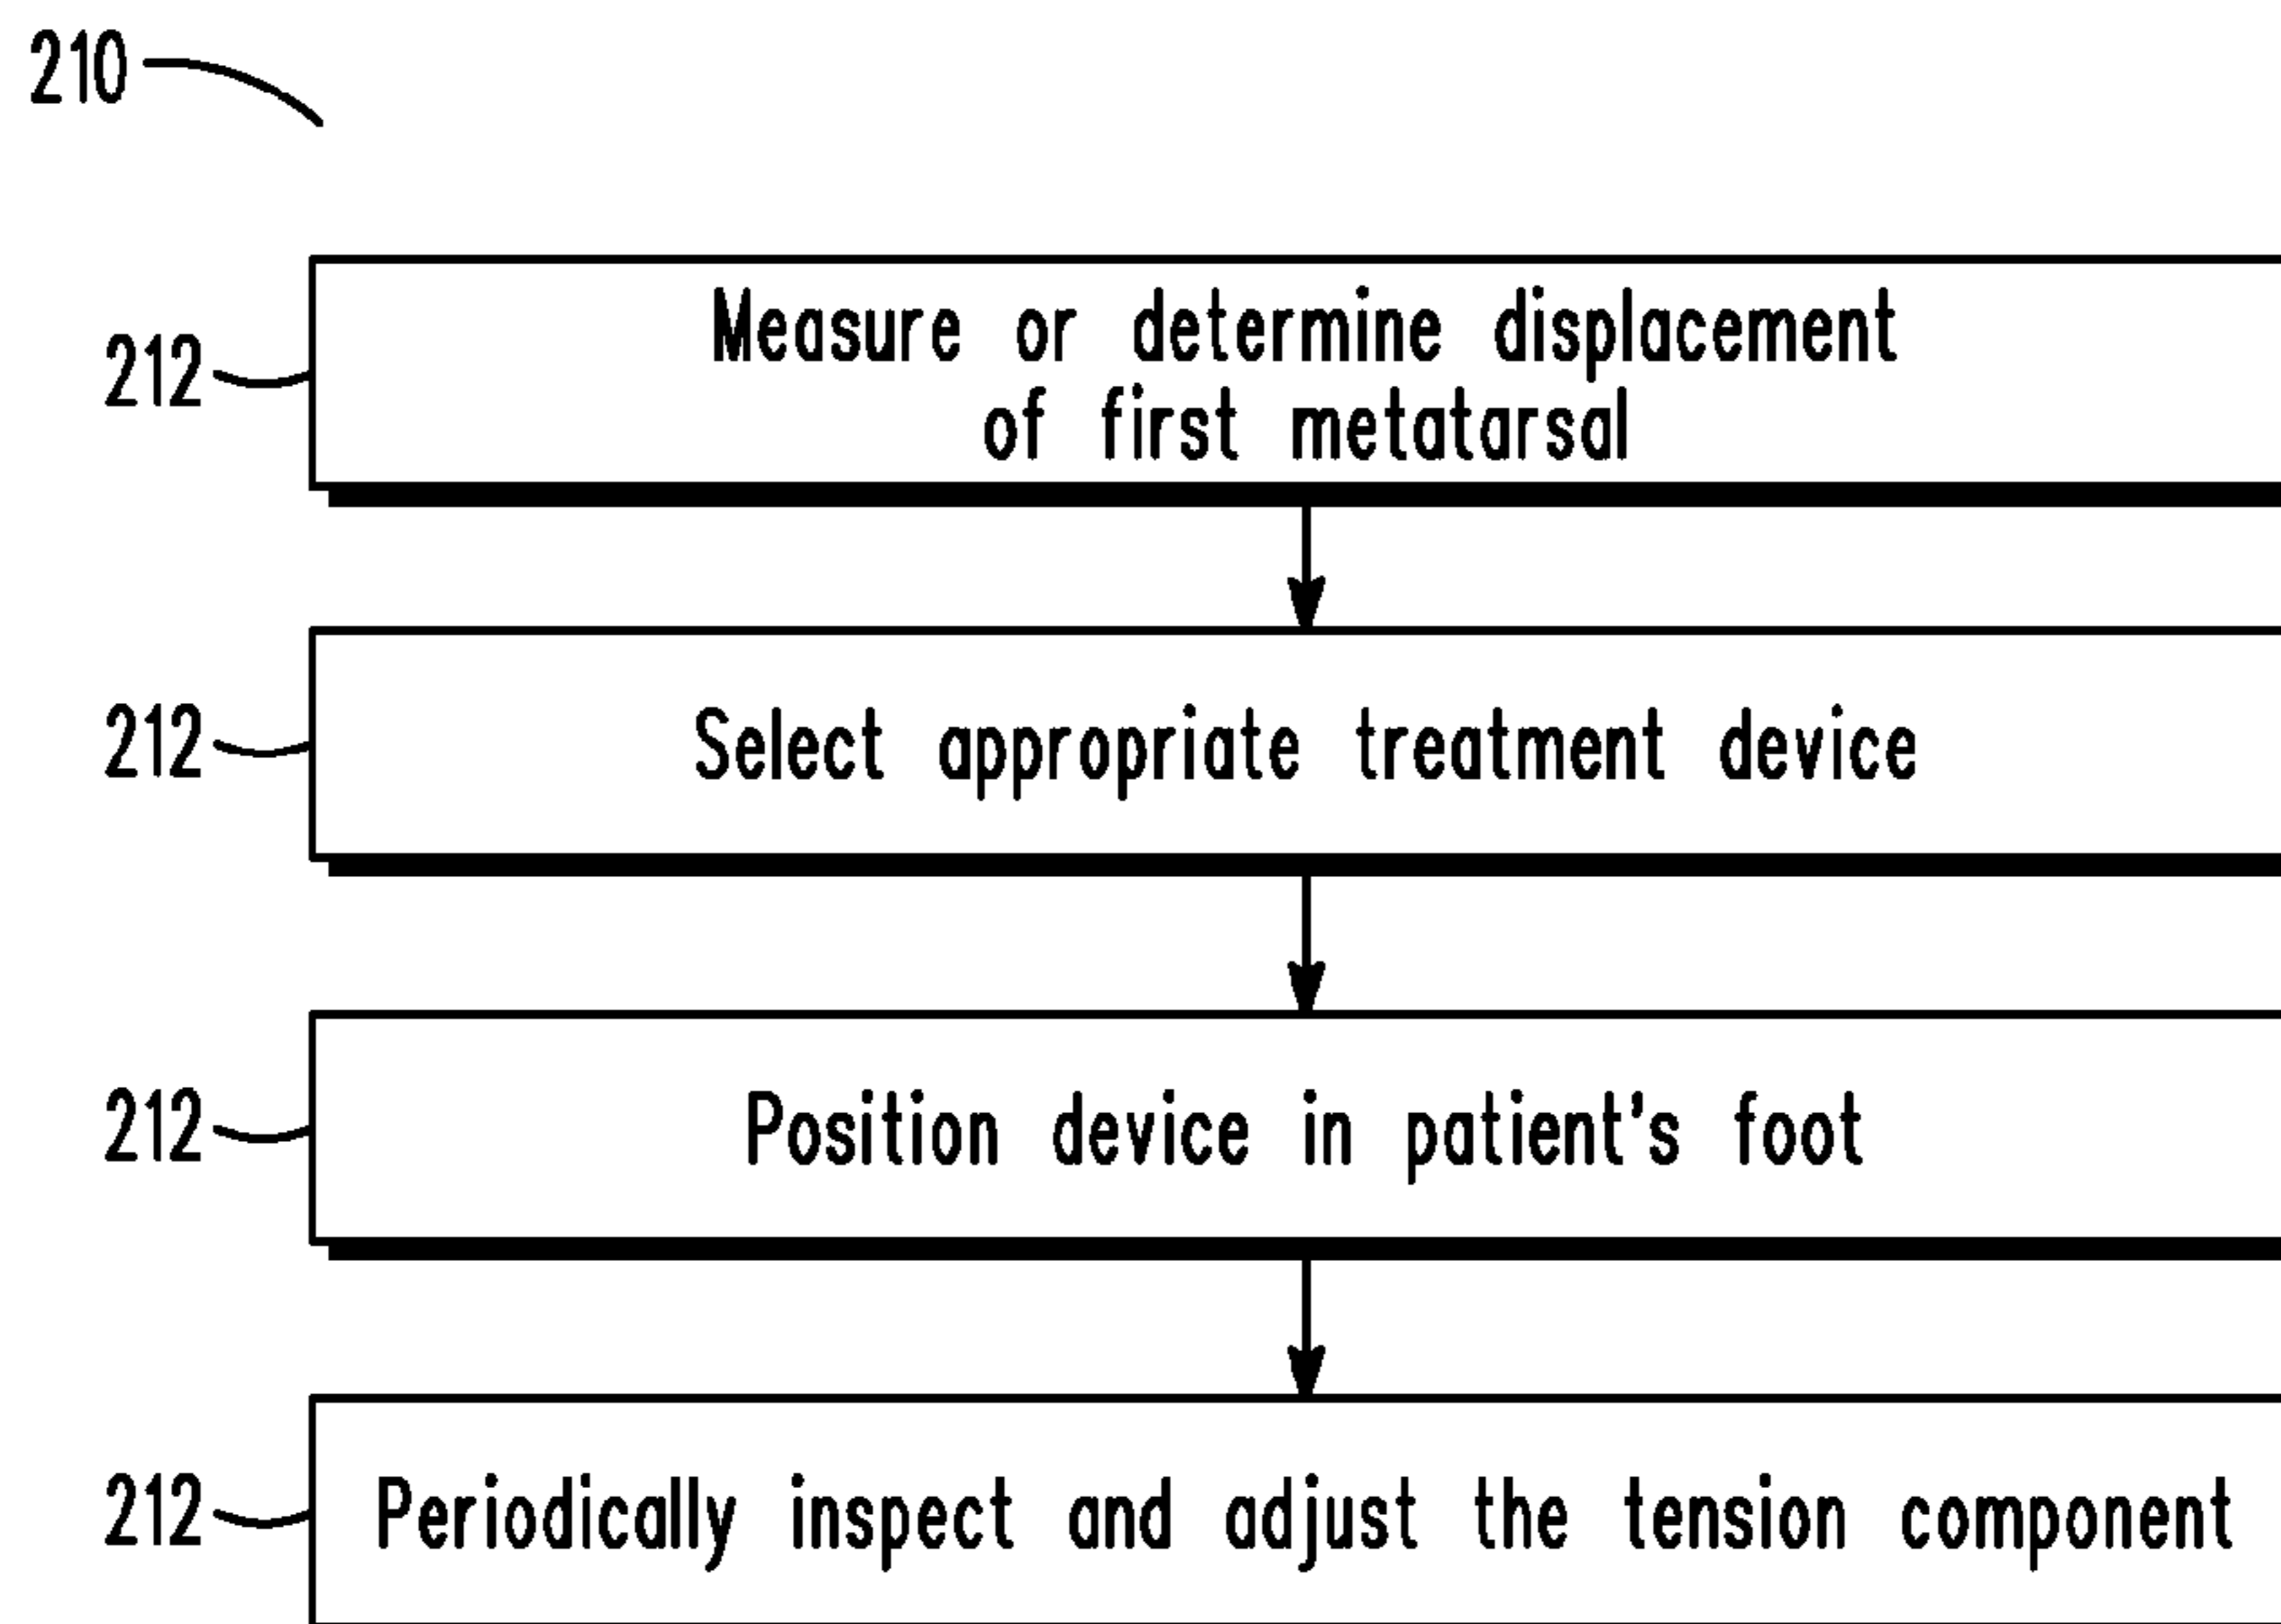 210
212
Measure or determine displacement
of first metatarsal
212
Select appropriate treatment device
212
Position device in patient's foot
212
Periodically inspect and adjust the tension component